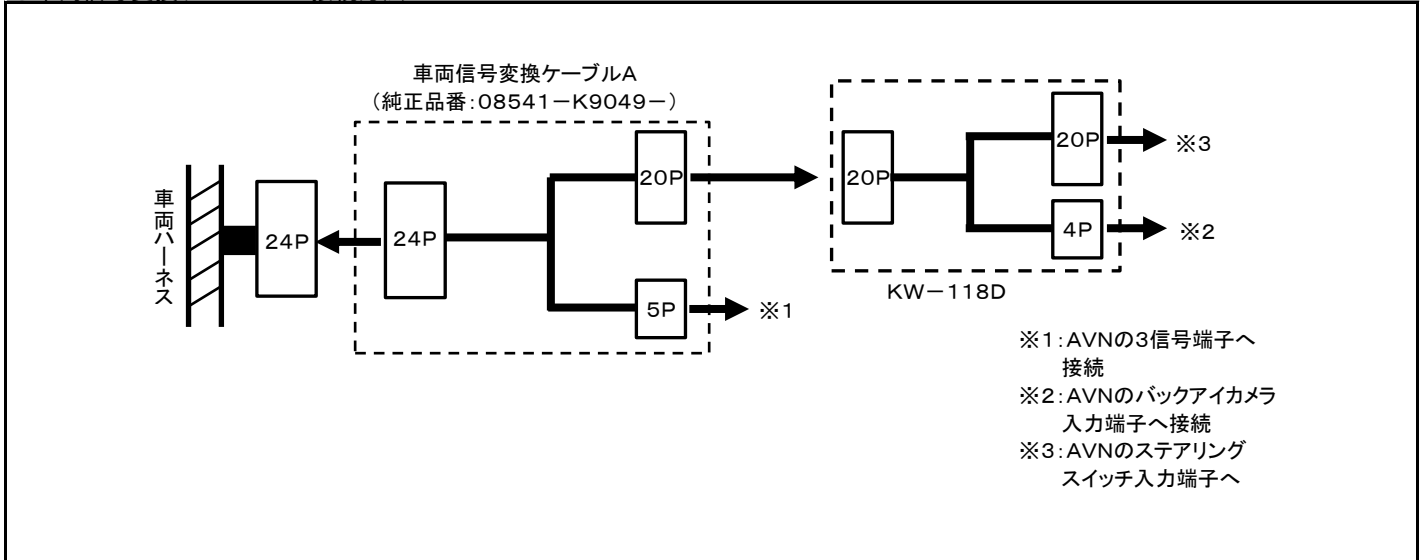 車両信号変換ケーブルA
（純正品番：08541－K9049－）
車両ハーネス
24P
24P
20P
5P
※1
20P
20P
4P
※3
※2
KW－118D
※1：AVNの3信号端子へ
接続
※2：AVNのバックアイカメラ
入力端子へ接続
※3：AVNのステアリング
スイッチ入力端子へ